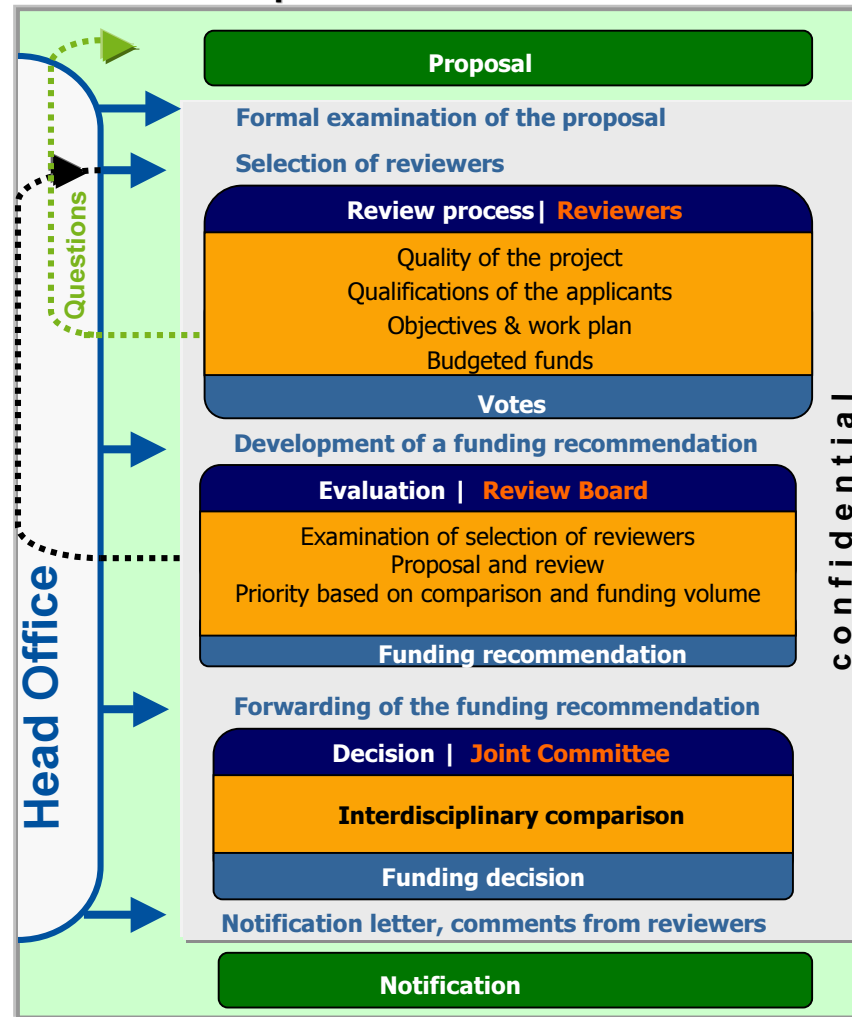 Proposal
Formal examination of the proposal
Selection of reviewers
Questions
Review process| Reviewers
Quality of the project
Qualifications of the applicants
Objectives & work plan
Budgeted funds
Votes
Development of a funding recommendation
Evaluation | Review Board
Examination of selection of reviewers
Proposal and review
Priority based on comparison and funding volume
Funding recommendation
Forwarding of the funding recommendation
Decision | Joint Committee
Interdisciplinary comparison
Funding decision
Notification letter, comments from reviewers
Notification
Head Office
confidential